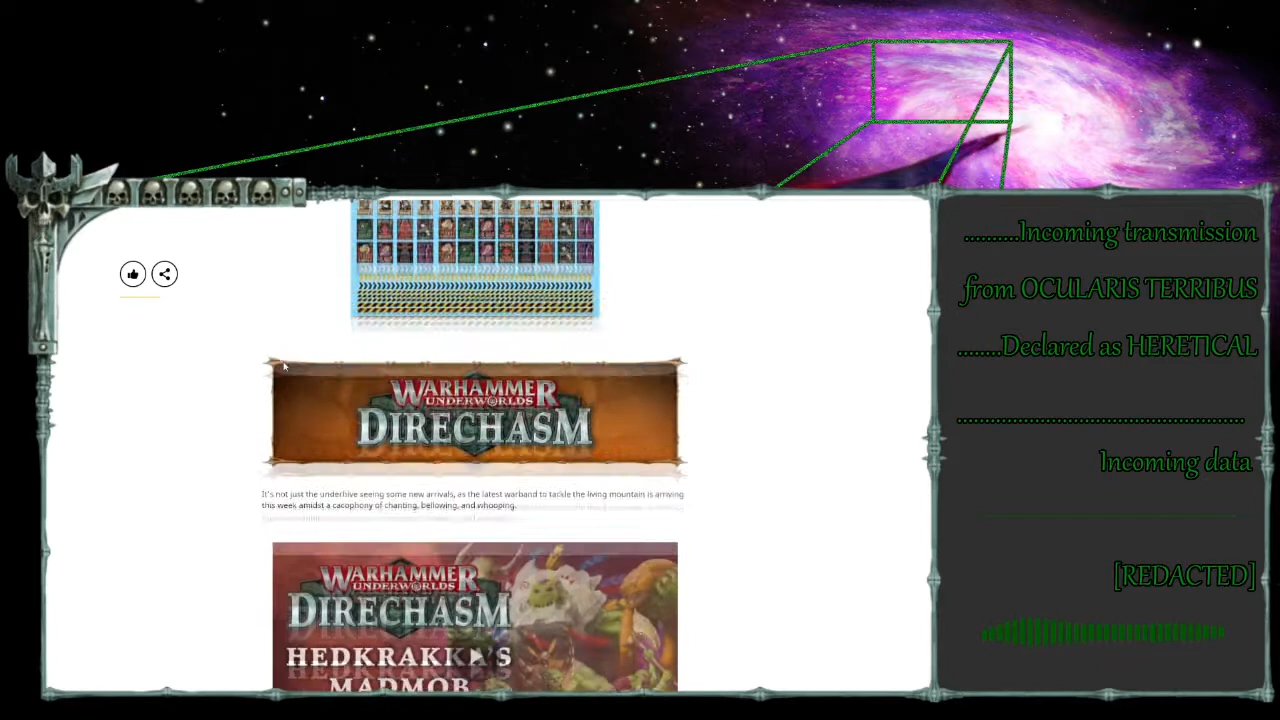 WARHAMMER
UNDERWORLDS
DIRECHASM
It's not just the underhive seeing some new arrivals, as the latest warband to tackle the living mountain is arriving
this week amidst a cacophony of chanting, bellowing, and whooping.
WARHAMMER
UNDERWORLDS
DIRECHASM
HEDKRAKKA'S
MADMOB
..........Incoming transmission
from OCULARIS TERRIBUS
........Declared as HERETICAL
.....................................................
Incoming data
[REDACTED]